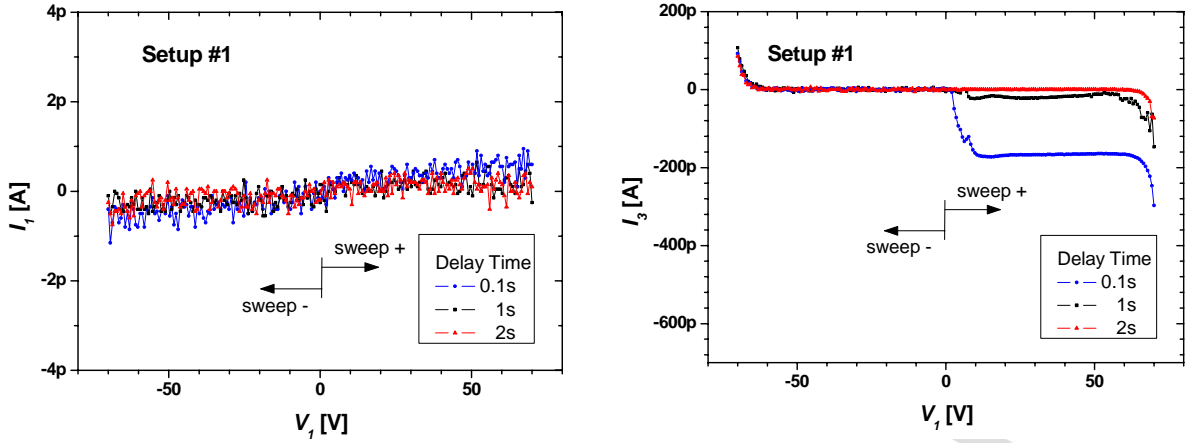 4p
2p
0
-2p
-4p
I1 [A]
Setup #1
sweep +
sweep -
Delay Time
0.1s
1s
2s
-50
0
50
V1 [V]
200p
0
-200p
-400p
-600p
I3 [A]
Setup #1
sweep +
sweep -
Delay Time
0.1s
1s
2s
-50
0
50
V1 [V]